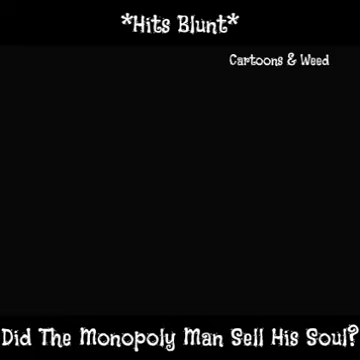 *Hits Blunt*
Cartoons & Weed
Did The Monopoly Man Sell His Soul?